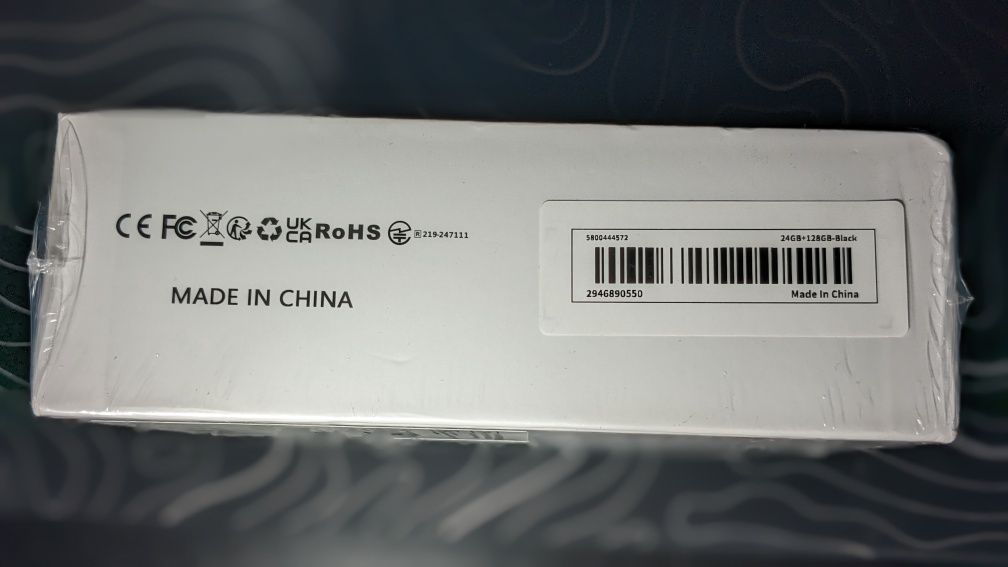 CE FC UK CA RoHS R 219-247111
MADE IN CHINA
5800444572 24GB+128GB-Black
2946890550 Made In China